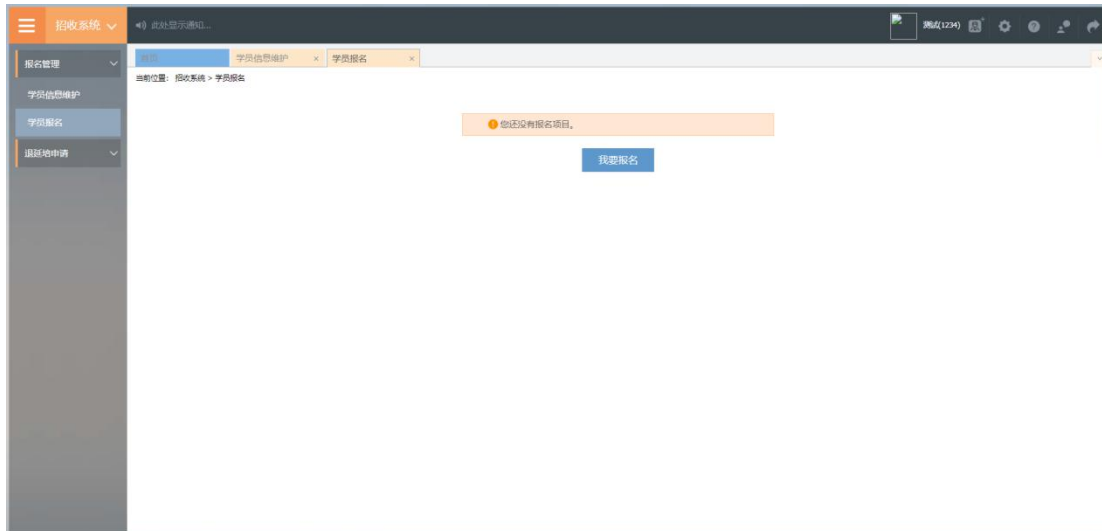 招收系统
此处显示通知...
测试(1234)
报名管理
学员信息维护
学员报名
退延培申请
首页
学员信息维护 ×
学员报名 ×
当前位置: 招收系统 > 学员报名
您还没有报名项目。
我要报名